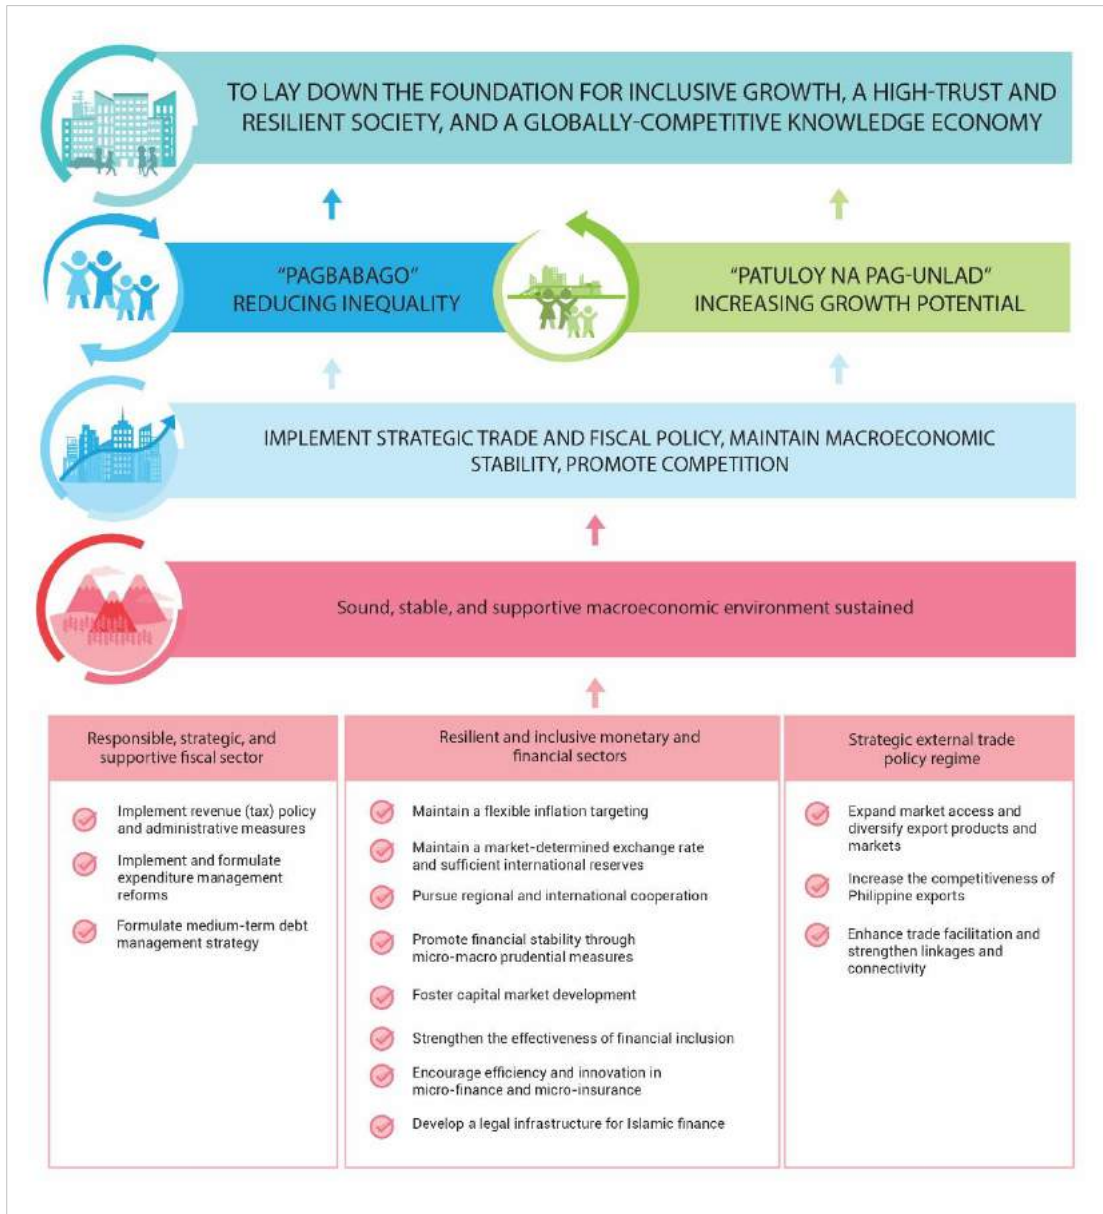 TO LAY DOWN THE FOUNDATION FOR INCLUSIVE GROWTH, A HIGH-TRUST AND
RESILIENT SOCIETY, AND A GLOBALLY-COMPETITIVE KNOWLEDGE ECONOMY
“PAGBABAGO”
REDUCING INEQUALITY
“PATULOY NA PAG-UNLAD”
INCREASING GROWTH POTENTIAL
IMPLEMENT STRATEGIC TRADE AND FISCAL POLICY, MAINTAIN MACROECONOMIC
STABILITY, PROMOTE COMPETITION
Sound, stable, and supportive macroeconomic environment sustained
Responsible, strategic, and
supportive fiscal sector
Implement revenue (tax) policy
and administrative measures
Implement and formulate
expenditure management
reforms
Formulate medium-term debt
management strategy
Resilient and inclusive monetary and
financial sectors
Maintain a flexible inflation targeting
Maintain a market-determined exchange rate
and sufficient international reserves
Pursue regional and international cooperation
Promote financial stability through
micro-macro prudential measures
Foster capital market development
Strengthen the effectiveness of financial inclusion
Encourage efficiency and innovation in
micro-finance and micro-insurance
Develop a legal infrastructure for Islamic finance
Strategic external trade
policy regime
Expand market access and
diversify export products and
markets
Increase the competitiveness of
Philippine exports
Enhance trade facilitation and
strengthen linkages and
connectivity